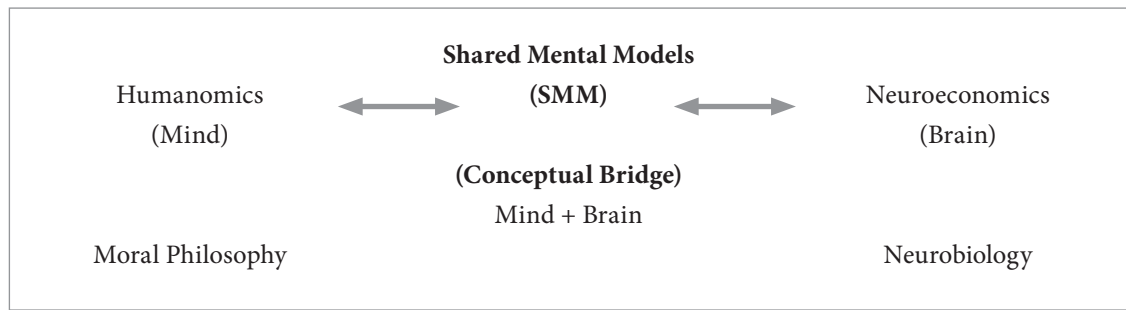 Shared Mental Models
Humanomics (SMM) Neuroeconomics
(Mind) (Brain)
(Conceptual Bridge)
Mind + Brain
Moral Philosophy Neurobiology